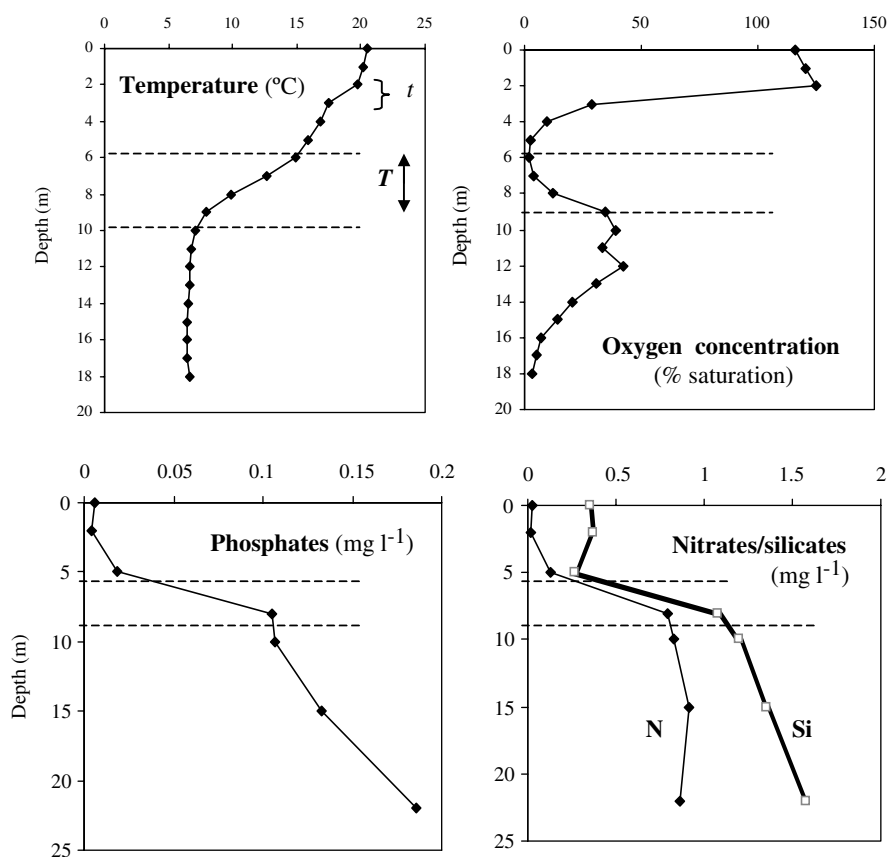 0 5 10 15 20 25
0
2
4
6
8
10
12
14
16
18
20
Depth (m)
Temperature (ºC)
t
T
0 50 100 150
0
2
4
6
8
10
12
14
16
18
20
Depth (m)
Oxygen concentration
(% saturation)
0 0.05 0.1 0.15 0.2
0
5
10
15
20
25
Depth (m)
Phosphates (mg l-1)
0 0.5 1 1.5 2
0
5
10
15
20
25
Nitrates/silicates
(mg l-1)
N
Si